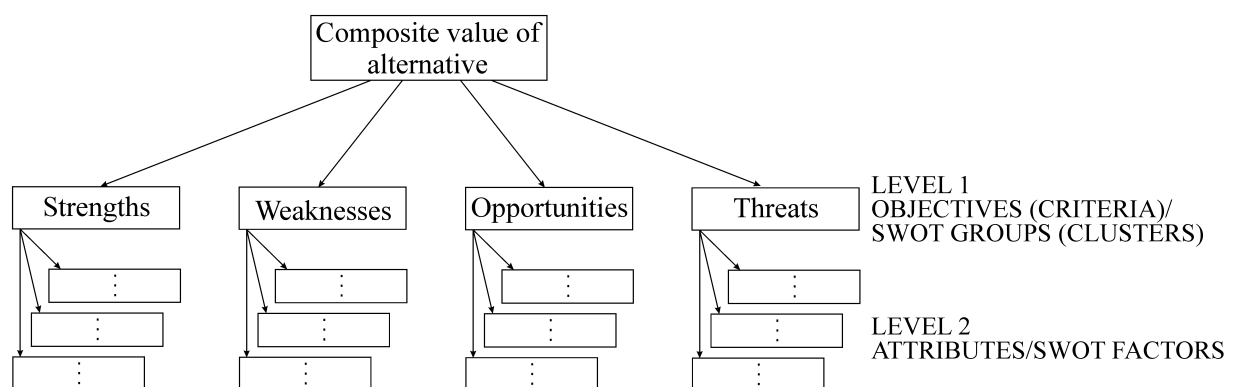 Composite value of
alternative
Strengths
Weaknesses
Opportunities
Threats
LEVEL 1
OBJECTIVES (CRITERIA)/
SWOT GROUPS (CLUSTERS)
⋮
⋮
⋮
⋮
⋮
⋮
⋮
⋮
LEVEL 2
ATTRIBUTES/SWOT FACTORS
⋮
⋮
⋮
⋮